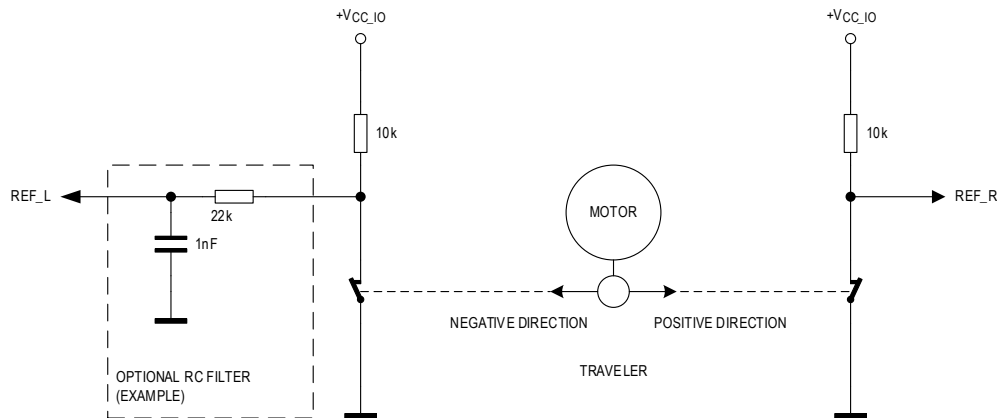 +VCC_IO
+VCC_IO
10k
10k
REF_L
22k
1nF
MOTOR
REF_R
NEGATIVE DIRECTION
POSITIVE DIRECTION
OPTIONAL RC FILTER
(EXAMPLE)
TRAVELER